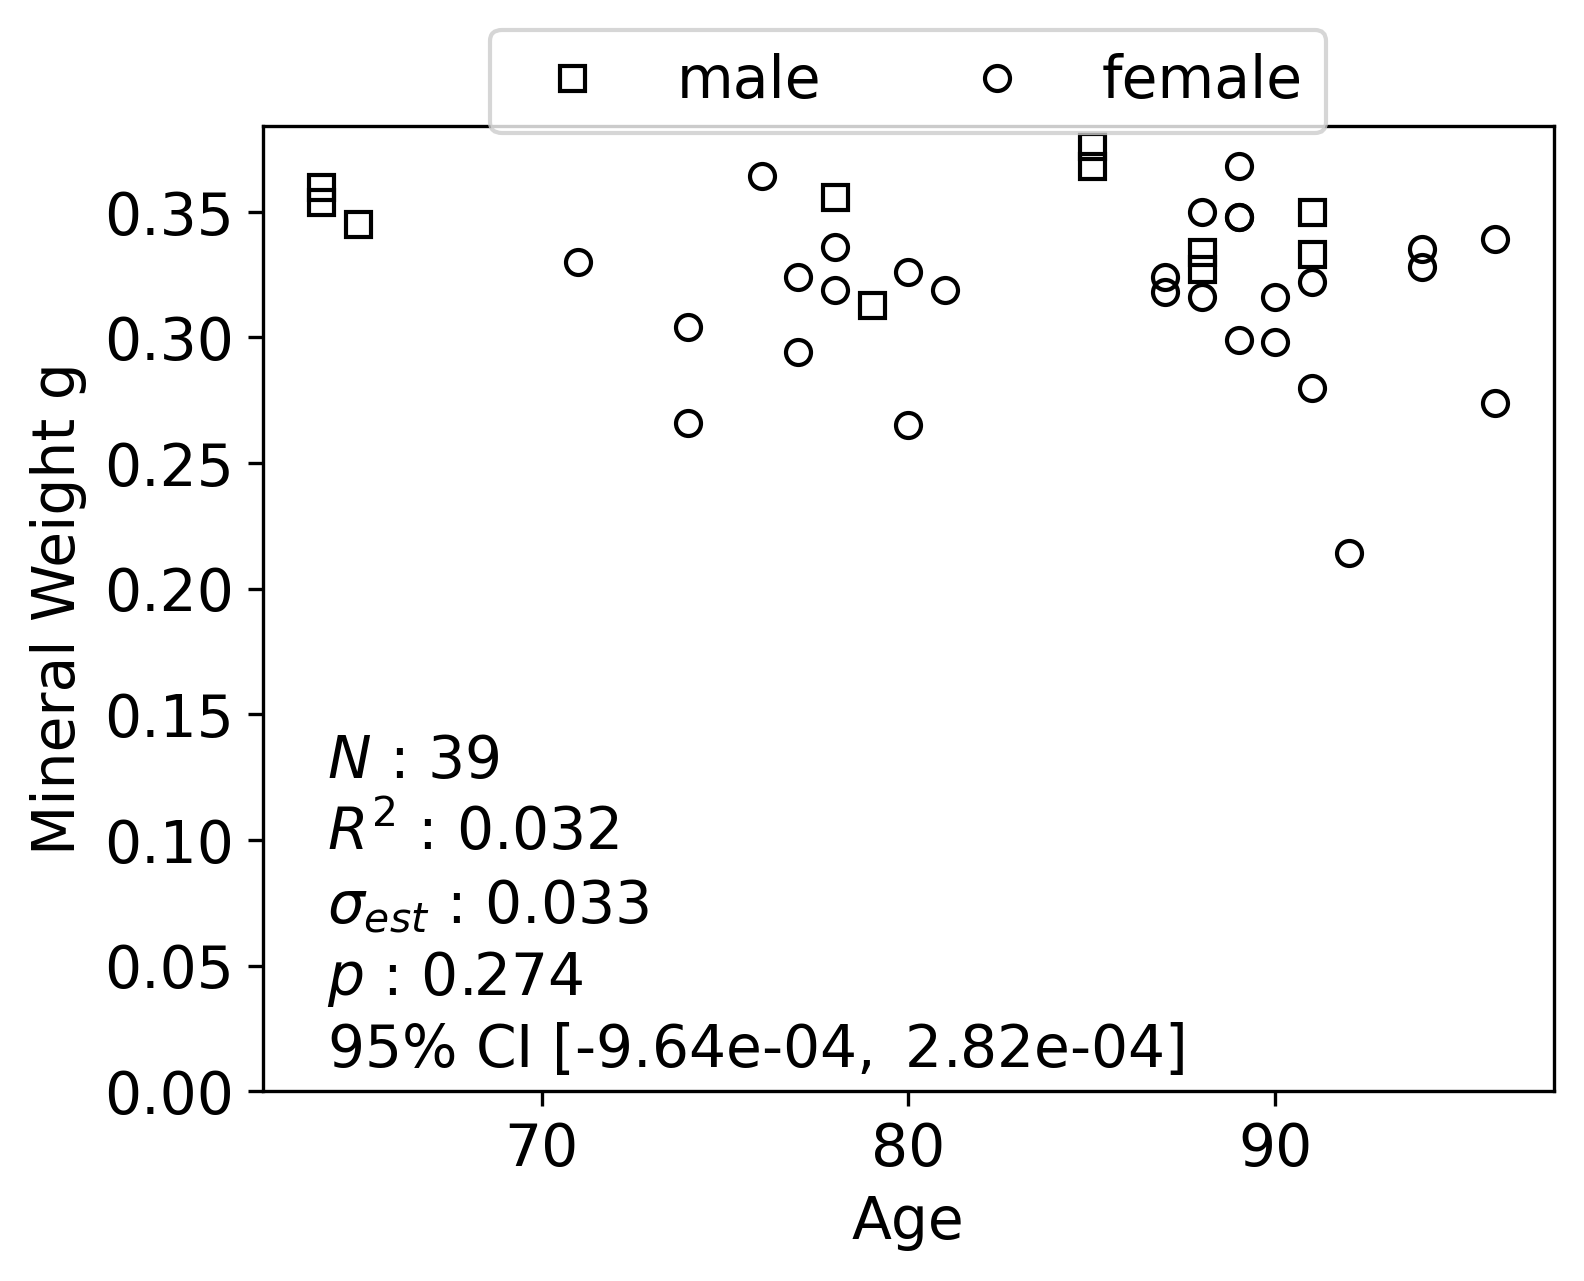 male female
0.35
0.30
0.25
0.20
0.15
0.10
0.05
0.00
Mineral Weight g
N : 39
R² : 0.032
σest : 0.033
p : 0.274
95% CI [-9.64e-04, 2.82e-04]
70 80 90
Age